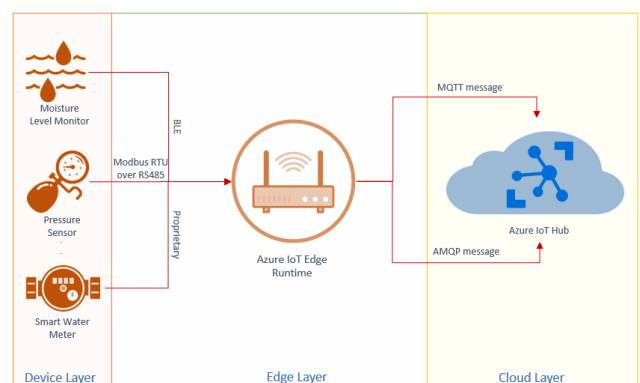 Moisture
Level Monitor
BLE
Modbus RTU
over RS485
Pressure
Sensor
.
.
Proprietary
Smart Water
Meter
Azure IoT Edge
Runtime
MQTT message
Azure IoT Hub
AMQP message
Device Layer
Edge Layer
Cloud Layer